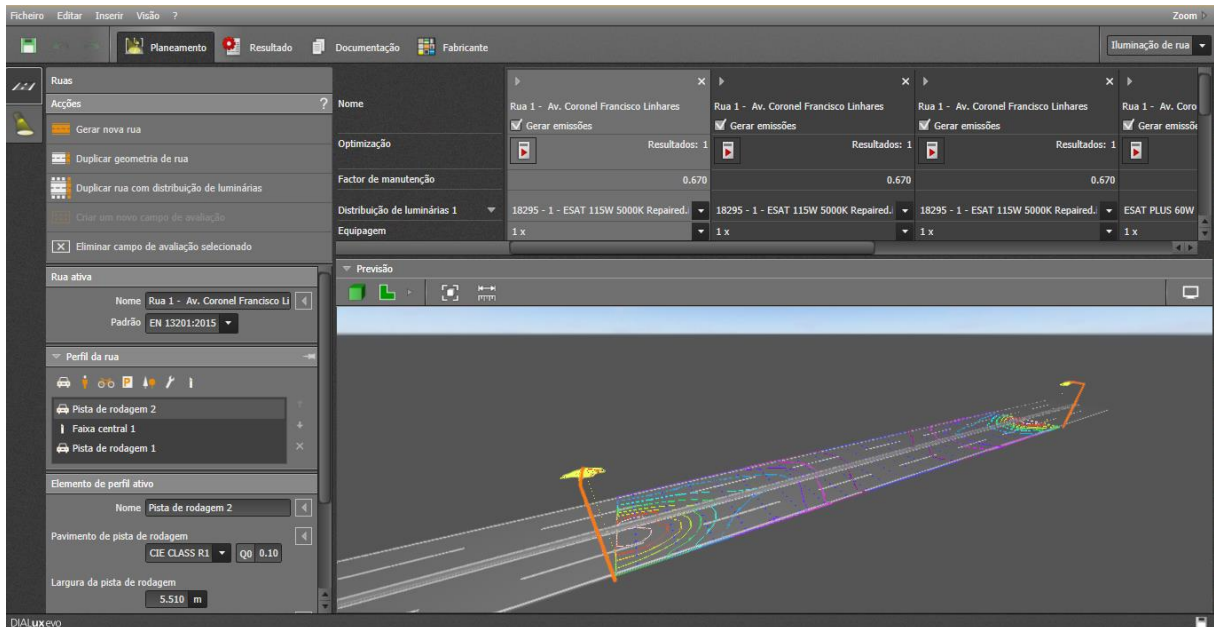 Ficheiro Editar Inserir Visão ? Zoom
Planeamento Resultado Documentação Fabricante Iluminação de rua
Ruas
Acções ?
Gerar nova rua
Duplicar geometria de rua
Duplicar rua com distribuição de luminárias
Criar um novo campo de avaliação
Eliminar campo de avaliação selecionado
Rua ativa
Nome Rua 1 - Av. Coronel Francisco Li
Padrão EN 13201:2015
Perfil da rua
Pista de rodagem 2
Faixa central 1
Pista de rodagem 1
Elemento de perfil ativo
Nome Pista de rodagem 2
Pavimento de pista de rodagem
CIE CLASS R1 Q0 0.10
Largura da pista de rodagem
5.510 m
Nome Rua 1 - Av. Coronel Francisco Linhares Rua 1 - Av. Coronel Francisco Linhares Rua 1 - Av. Coronel Francisco Linhares Rua 1 - Av. Coro
Gerar emissões Gerar emissões Gerar emissões Gerar emissõe
Optimização Resultados: 1 Resultados: 1 Resultados: 1
Factor de manutenção 0.670 0.670 0.670
Distribuição de luminárias 1 18295 - 1 - ESAT 115W 5000K Repaired. 18295 - 1 - ESAT 115W 5000K Repaired. 18295 - 1 - ESAT 115W 5000K Repaired. ESAT PLUS 60W
Equipagem 1 x 1 x 1 x 1 x
Previsão
DIALux evo